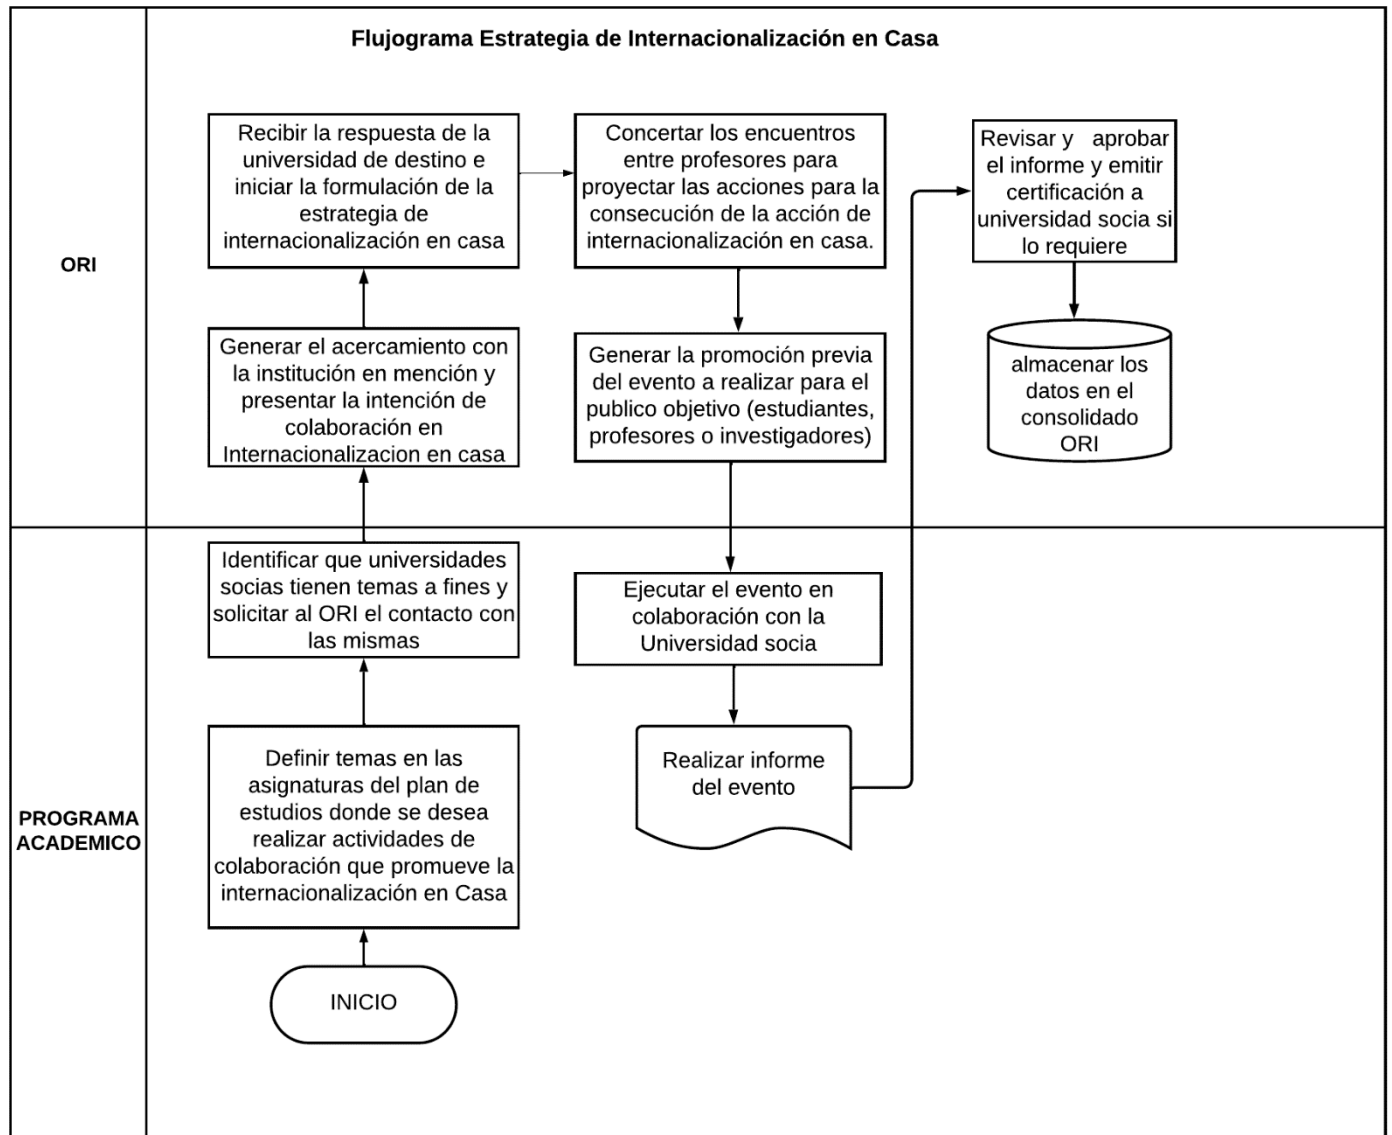 Flujograma Estrategia de Internacionalización en Casa
ORI
Recibir la respuesta de la
universidad de destino e
iniciar la formulación de la
estrategia de
internacionalización en casa
Concertar los encuentros
entre profesores para
proyectar las acciones para la
consecución de la acción de
internacionalización en casa.
Revisar y aprobar
el informe y emitir
certificación a
universidad socia si
lo requiere
Generar el acercamiento con
la institución en mención y
presentar la intención de
colaboración en
Internacionalizacion en casa
Generar la promoción previa
del evento a realizar para el
publico objetivo (estudiantes,
profesores o investigadores)
almacenar los
datos en el
consolidado
ORI
PROGRAMA
ACADEMICO
Identificar que universidades
socias tienen temas a fines y
solicitar al ORI el contacto con
las mismas
Ejecutar el evento en
colaboración con la
Universidad socia
Definir temas en las
asignaturas del plan de
estudios donde se desea
realizar actividades de
colaboración que promueve la
internacionalización en Casa
Realizar informe
del evento
INICIO